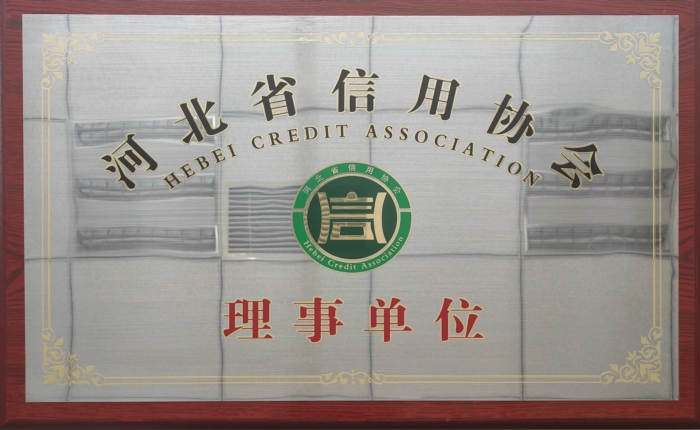 河北省信用协会
HEBEI CREDIT ASSOCIATION
河北省信用协会
信
Hebei Credit Association
理事单位